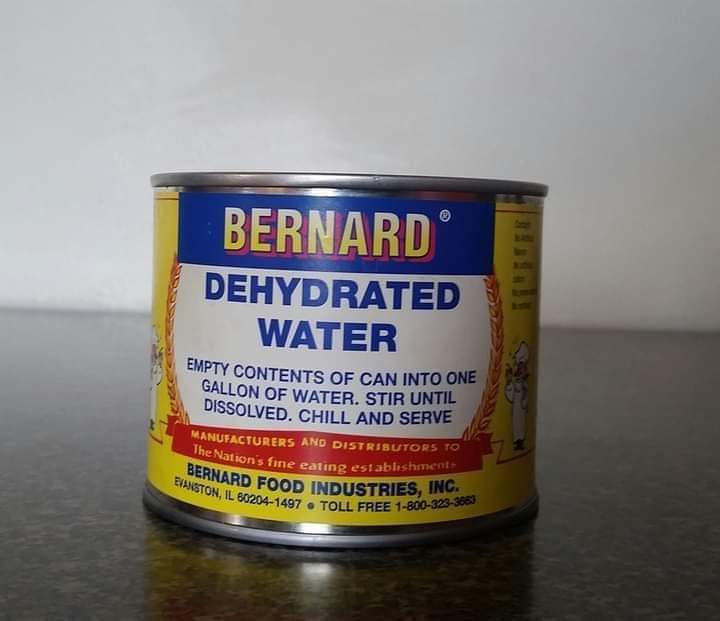 BERNARD®
DEHYDRATED
WATER
EMPTY CONTENTS OF CAN INTO ONE
GALLON OF WATER. STIR UNTIL
DISSOLVED. CHILL AND SERVE
MANUFACTURERS AND DISTRIBUTORS TO
The Nation's fine eating establishments
BERNARD FOOD INDUSTRIES, INC.
EVANSTON, IL 60204-1497 • TOLL FREE 1-800-323-3663